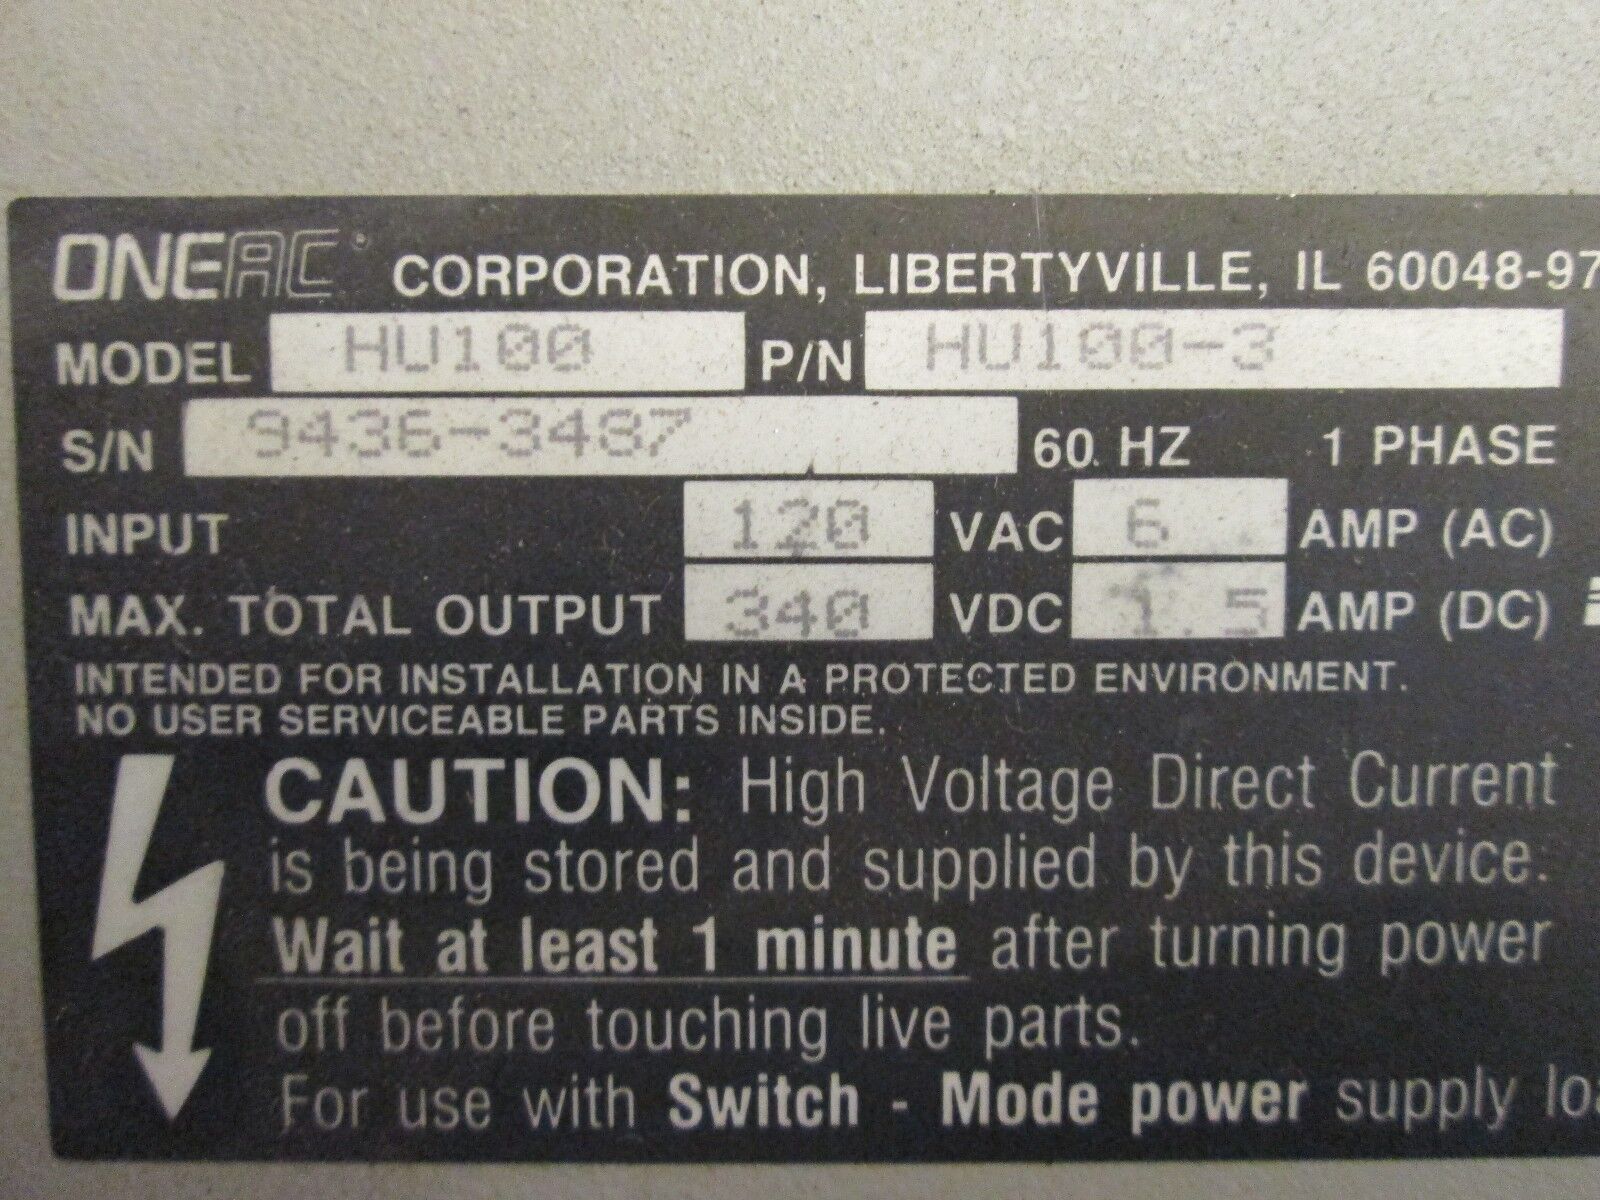 ONEAC® CORPORATION, LIBERTYVILLE, IL 60048-97
MODEL HU100 P/N HU100-3
S/N 9436-3487 60 HZ 1 PHASE
INPUT 120 VAC 6 AMP (AC)
MAX. TOTAL OUTPUT 340 VDC 1.5 AMP (DC)
INTENDED FOR INSTALLATION IN A PROTECTED ENVIRONMENT.
NO USER SERVICEABLE PARTS INSIDE.
CAUTION: High Voltage Direct Current
is being stored and supplied by this device.
Wait at least 1 minute after turning power
off before touching live parts.
For use with Switch - Mode power supply